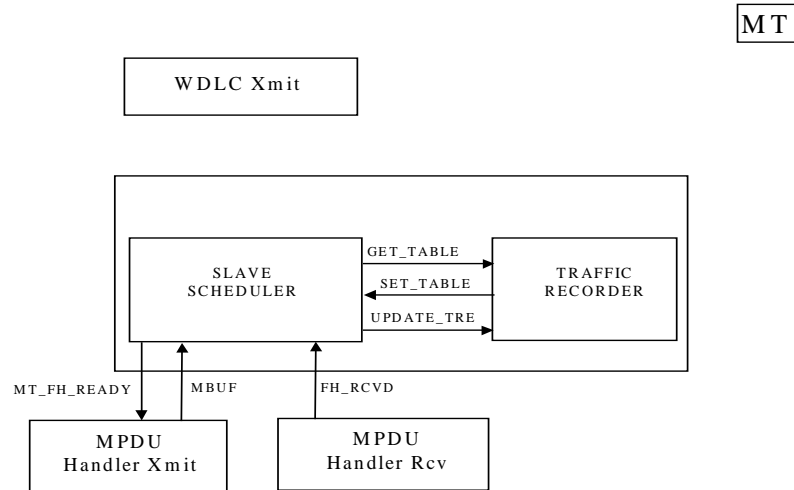 MT
WDLC Xmit
GET_TABLE
SLAVE
SCHEDULER
SET_TABLE
TRAFFIC
RECORDER
UPDATE_TRE
MT_FH_READY
MBUF
FH_RCVD
MPDU
Handler Xmit
MPDU
Handler Rcv